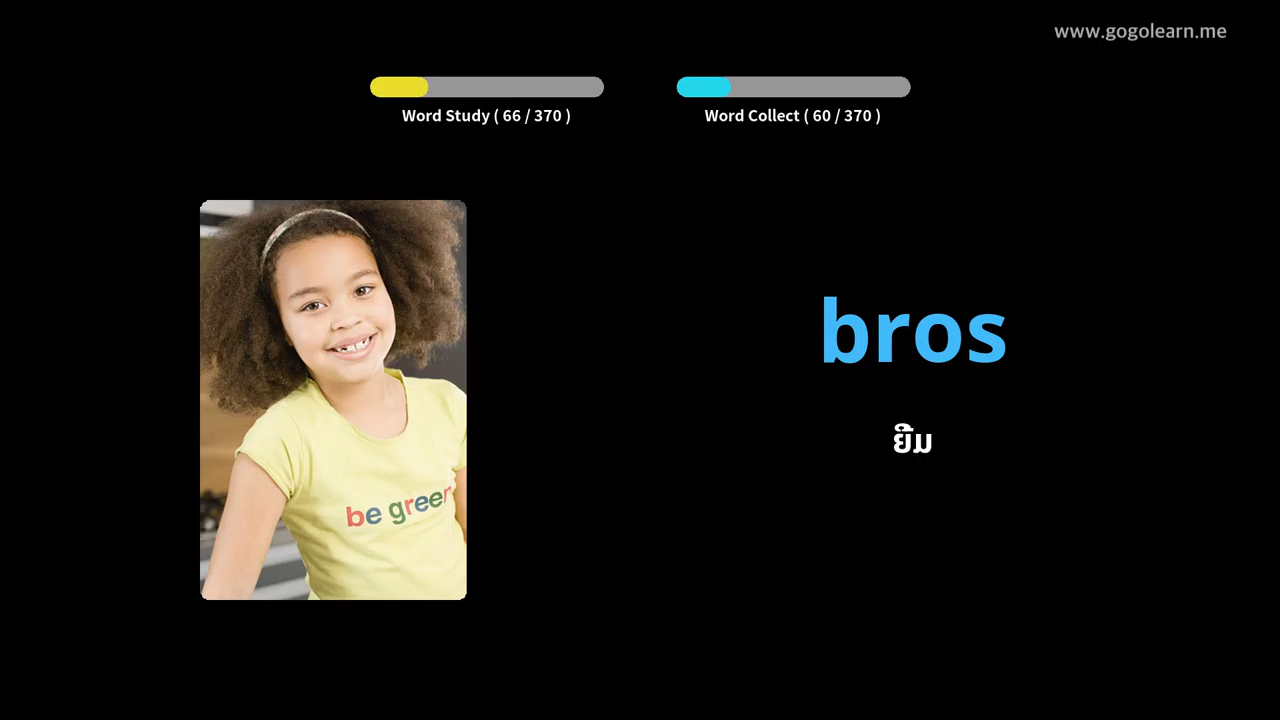 www.gogolearn.me
Word Study ( 66 / 370 )
Word Collect ( 60 / 370 )
bros
ຍິ້ມ
be green